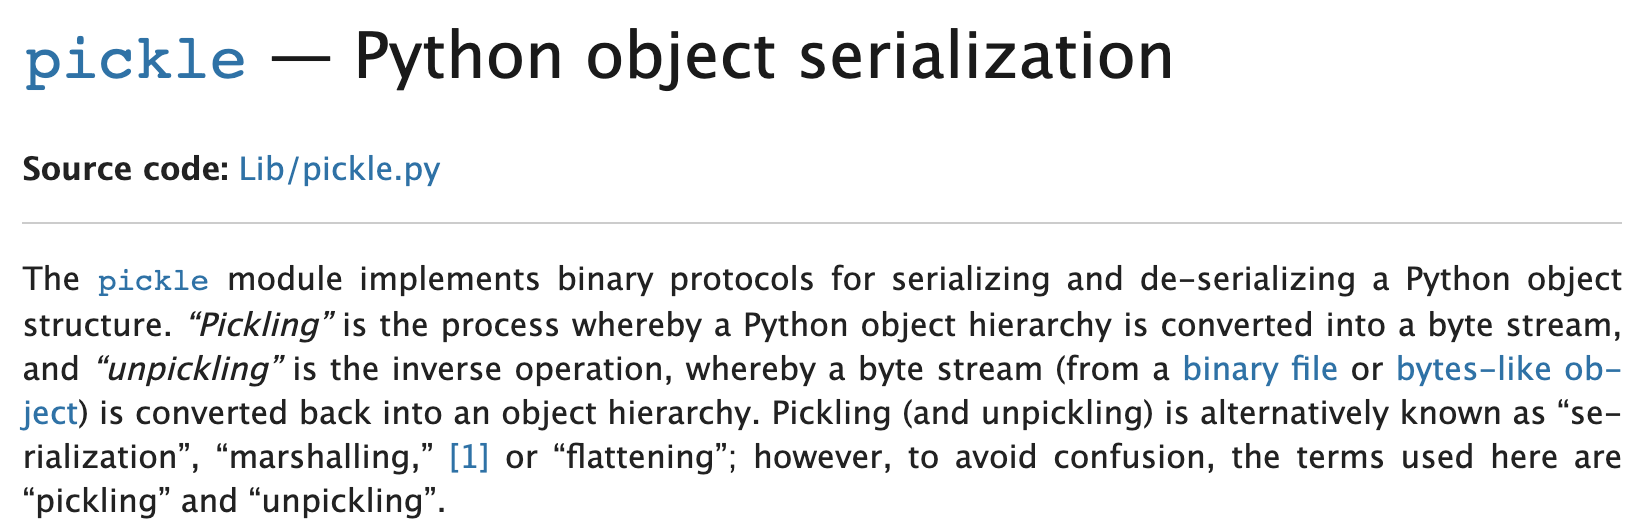 pickle — Python object serialization
Source code: Lib/pickle.py
The pickle module implements binary protocols for serializing and de-serializing a Python object
structure. “Pickling” is the process whereby a Python object hierarchy is converted into a byte stream,
and “unpickling” is the inverse operation, whereby a byte stream (from a binary file or bytes-like ob-
ject) is converted back into an object hierarchy. Pickling (and unpickling) is alternatively known as “se-
rialization”, “marshalling,” [1] or “flattening”; however, to avoid confusion, the terms used here are
“pickling” and “unpickling”.